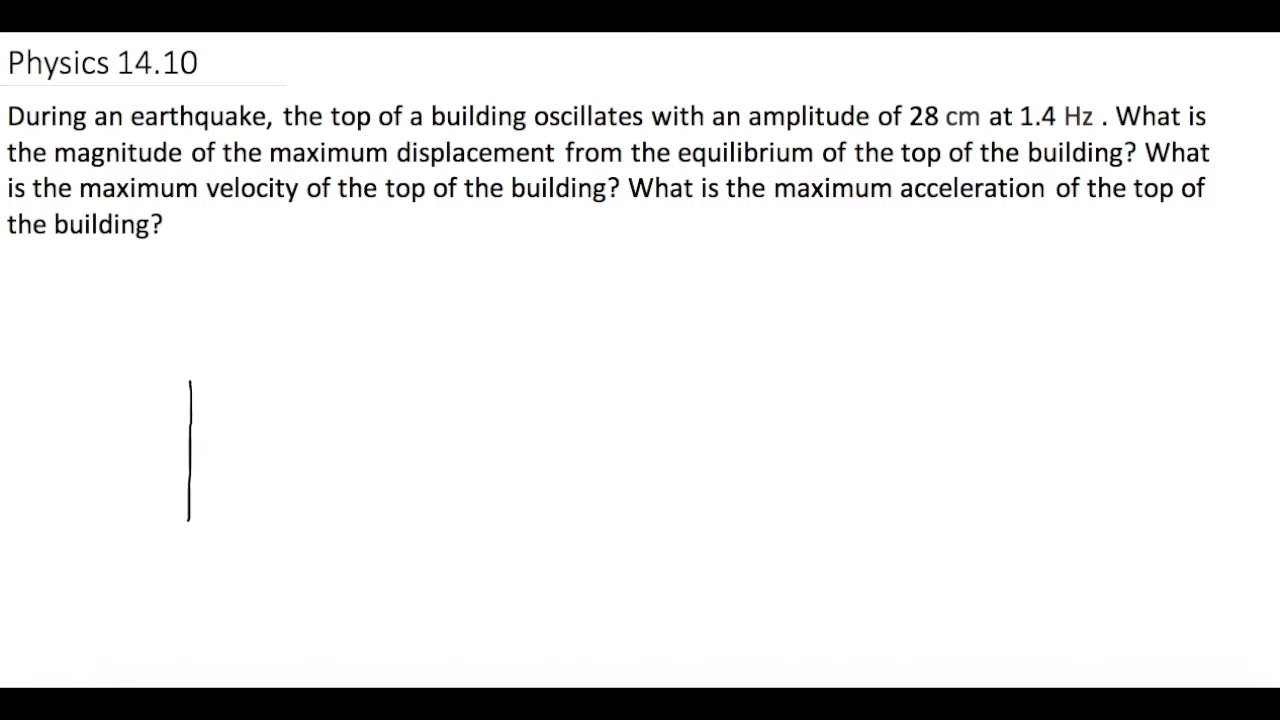 Physics 14.10
During an earthquake, the top of a building oscillates with an amplitude of 28 cm at 1.4 Hz . What is
the magnitude of the maximum displacement from the equilibrium of the top of the building? What
is the maximum velocity of the top of the building? What is the maximum acceleration of the top of
the building?